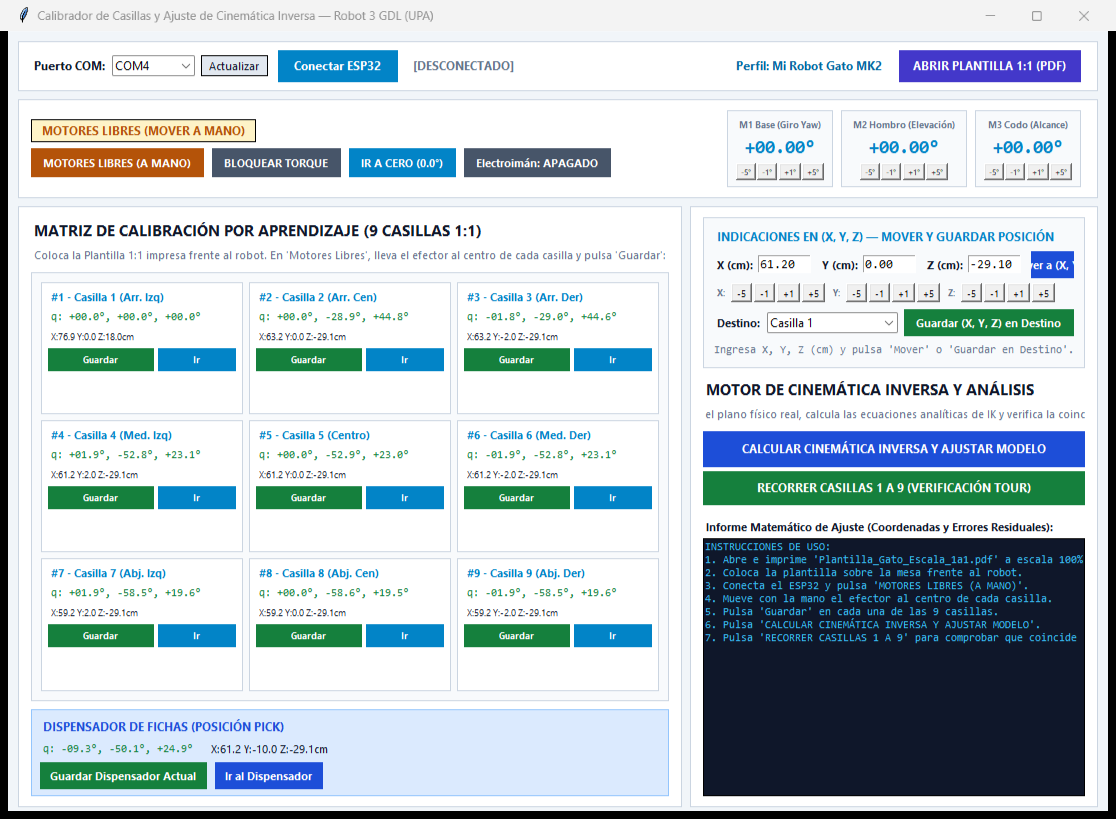 Calibrador de Casillas y Ajuste de Cinemática Inversa — Robot 3 GDL (UPA)
Puerto COM: COM4 Actualizar Conectar ESP32 [DESCONECTADO] Perfil: Mi Robot Gato MK2 ABRIR PLANTILLA 1:1 (PDF)
MOTORES LIBRES (MOVER A MANO)
MOTORES LIBRES (A MANO) BLOQUEAR TORQUE IR A CERO (0.0°) Electroimán: APAGADO
M1 Base (Giro Yaw) M2 Hombro (Elevación) M3 Codo (Alcance)
+00.00° +00.00° +00.00°
-5° -1° +1° +5° -5° -1° +1° +5° -5° -1° +1° +5°
MATRIZ DE CALIBRACIÓN POR APRENDIZAJE (9 CASILLAS 1:1)
Coloca la Plantilla 1:1 impresa frente al robot. En 'Motores Libres', lleva el efector al centro de cada casilla y pulsa 'Guardar':
#1 - Casilla 1 (Arr. Izq) #2 - Casilla 2 (Arr. Cen) #3 - Casilla 3 (Arr. Der)
q: +00.0°, +00.0°, +00.0° q: +00.0°, -28.9°, +44.8° q: -01.8°, -29.0°, +44.6°
X:76.9 Y:0.0 Z:18.0cm X:63.2 Y:0.0 Z:-29.1cm X:63.2 Y:-2.0 Z:-29.1cm
Guardar Ir Guardar Ir Guardar Ir
#4 - Casilla 4 (Med. Izq) #5 - Casilla 5 (Centro) #6 - Casilla 6 (Med. Der)
q: +01.9°, -52.8°, +23.1° q: +00.0°, -52.9°, +23.0° q: -01.9°, -52.8°, +23.1°
X:61.2 Y:2.0 Z:-29.1cm X:61.2 Y:2.0 Z:-29.1cm X:61.2 Y:-2.0 Z:-29.1cm
Guardar Ir Guardar Ir Guardar Ir
#7 - Casilla 7 (Abj. Izq) #8 - Casilla 8 (Abj. Cen) #9 - Casilla 9 (Abj. Der)
q: +01.9°, -58.5°, +19.6° q: +00.0°, -58.6°, +19.5° q: -01.9°, -58.5°, +19.6°
X:59.2 Y:2.0 Z:-29.1cm X:59.2 Y:0.0 Z:-29.1cm X:59.2 Y:-2.0 Z:-29.1cm
Guardar Ir Guardar Ir Guardar Ir
DISPENSADOR DE FICHAS (POSICIÓN PICK)
q: -09.3°, -50.1°, +24.9° X:61.2 Y:-10.0 Z:-29.1cm
Guardar Dispensador Actual Ir al Dispensador
INDICACIONES EN (X, Y, Z) — MOVER Y GUARDAR POSICIÓN
X (cm): 61.20 Y (cm): 0.00 Z (cm): -29.10 ver a (X, Y
X: -5 -1 +1 +5 Y: -5 -1 +1 +5 Z: -5 -1 +1 +5
Destino: Casilla 1 Guardar (X, Y, Z) en Destino
Ingresa X, Y, Z (cm) y pulsa 'Mover' o 'Guardar en Destino'.
MOTOR DE CINEMÁTICA INVERSA Y ANÁLISIS
el plano físico real, calcula las ecuaciones analíticas de IK y verifica la coinc
CALCULAR CINEMÁTICA INVERSA Y AJUSTAR MODELO
RECORRER CASILLAS 1 A 9 (VERIFICACIÓN TOUR)
Informe Matemático de Ajuste (Coordenadas y Errores Residuales):
INSTRUCCIONES DE USO:
1. Abre e imprime 'Plantilla_Gato_Escala_1a1.pdf' a escala 100%
2. Coloca la plantilla sobre la mesa frente al robot.
3. Conecta el ESP32 y pulsa 'MOTORES LIBRES (A MANO)'.
4. Mueve con la mano el efector al centro de cada casilla.
5. Pulsa 'Guardar' en cada una de las 9 casillas.
6. Pulsa 'CALCULAR CINEMÁTICA INVERSA Y AJUSTAR MODELO'.
7. Pulsa 'RECORRER CASILLAS 1 A 9' para comprobar que coincide